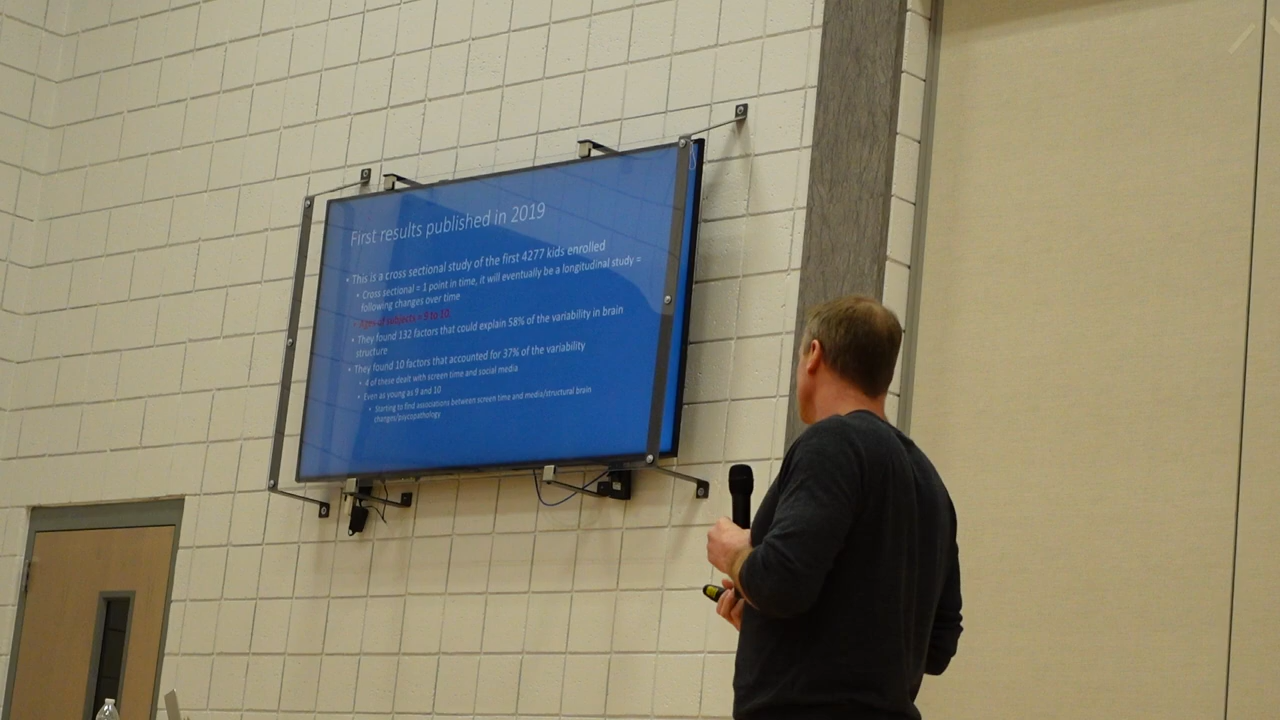 First results published in 2019
• This is a cross sectional study of the first 4277 kids enrolled
• Cross sectional = 1 point in time, it will eventually be a longitudinal study =
following changes over time
• Ages of subjects = 9 to 10
• They found 132 factors that could explain 58% of the variability in brain
structure
• They found 10 factors that accounted for 37% of the variability
• 4 of these dealt with screen time and social media
• Even as young as 9 and 10
• Starting to find associations between screen time and media/structural brain
changes/psycopathology